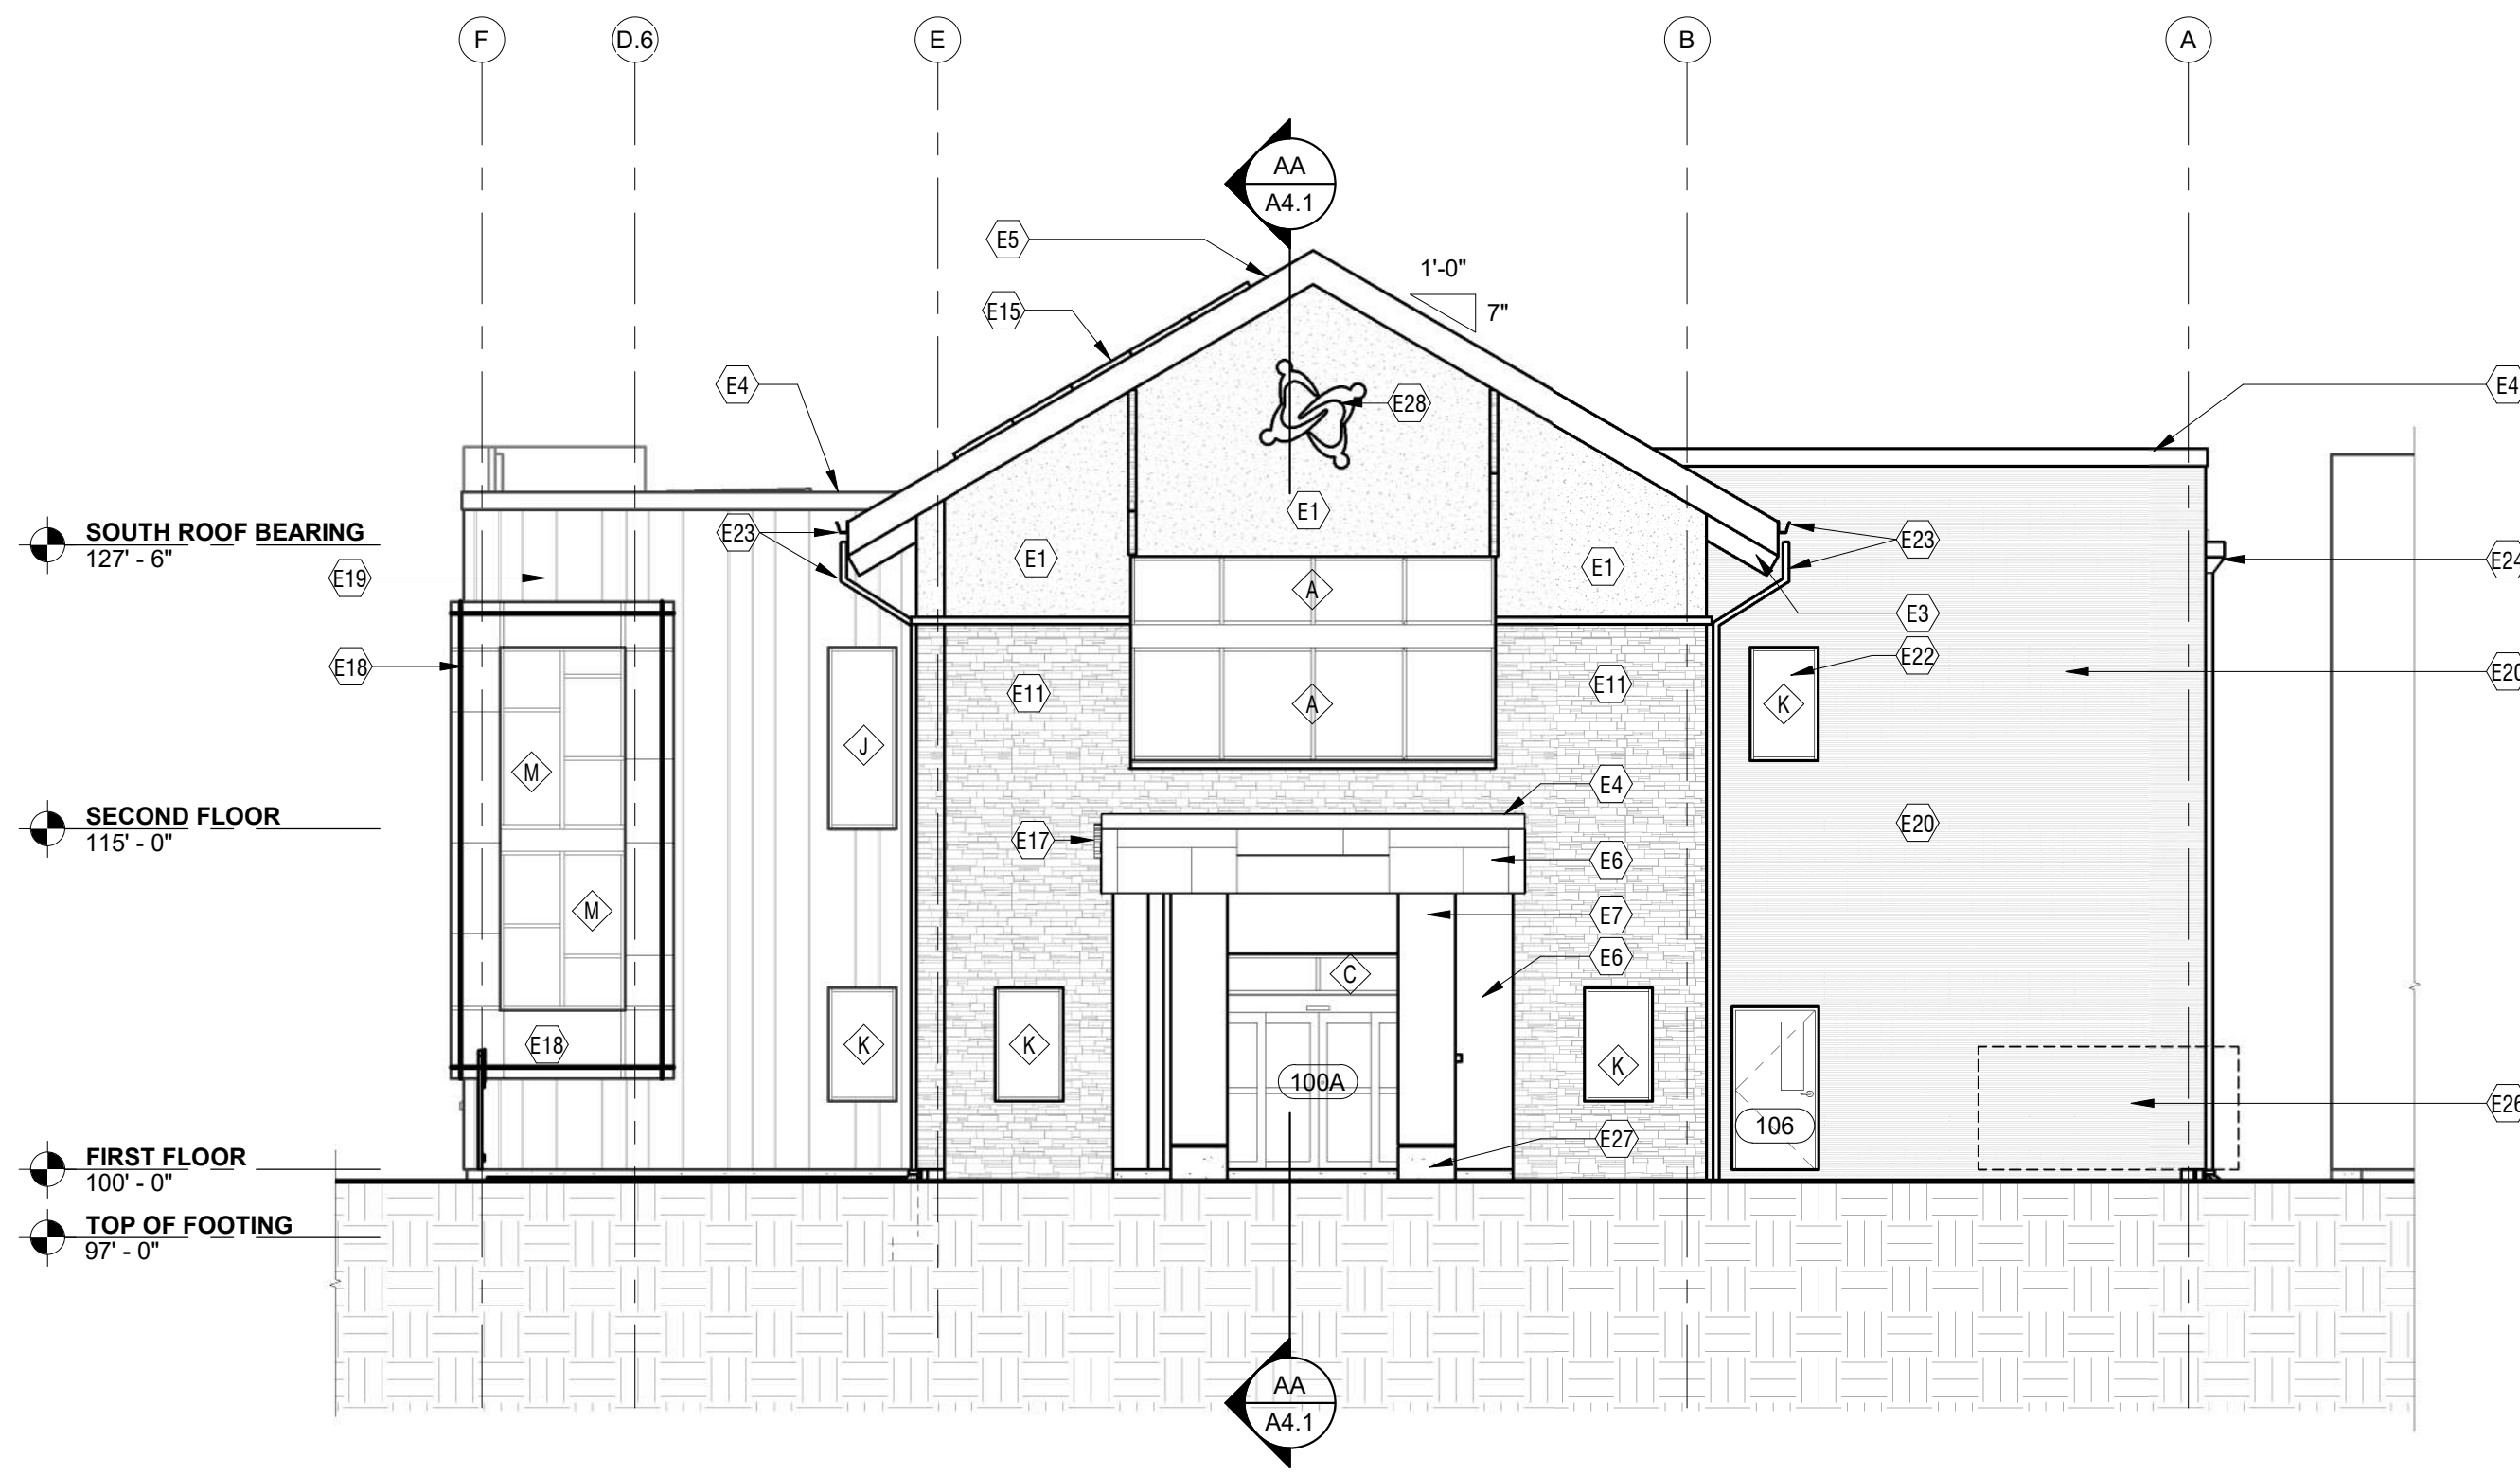 F
D.6
E
B
A
AA
A4.1
E5
1'-0"
7"
E15
E4
E4
E28
E1
SOUTH ROOF BEARING
127' - 6"
E23
E23
E1
E1
E24
E19
A
E3
E18
E22
E20
E11
E11
K
A
J
M
E4
SECOND FLOOR
115' - 0"
E17
E20
E6
M
E7
E6
C
E18
K
K
K
100A
E26
106
E27
FIRST FLOOR
100' - 0"
TOP OF FOOTING
97' - 0"
AA
A4.1